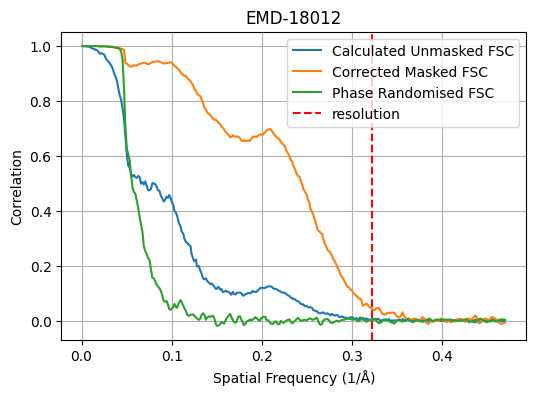 EMD-18012
Calculated Unmasked FSC
Corrected Masked FSC
Phase Randomised FSC
resolution
Correlation
1.0
0.8
0.6
0.4
0.2
0.0
0.0
0.1
0.2
0.3
0.4
Spatial Frequency (1/Å)